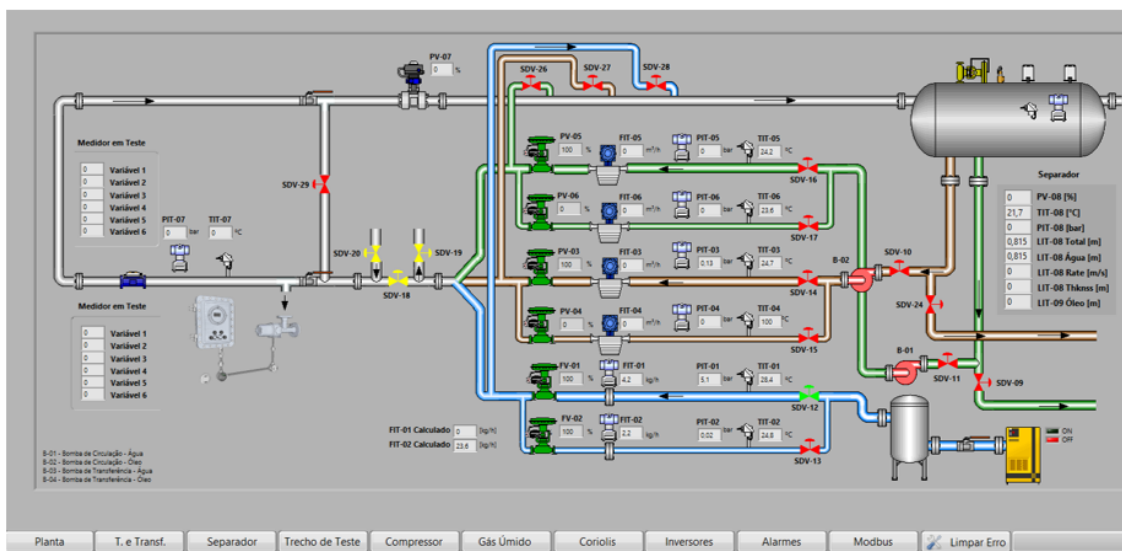 PV-07
0 %
SDV-26
SDV-27
SDV-28
Medidor em Teste
0 Variável 1
0 Variável 2
0 Variável 3
0 Variável 4
0 Variável 5
0 Variável 6
SDV-29
PIT-07
0 bar
TIT-07
0 ºC
SDV-20
SDV-19
SDV-18
PV-05
100 %
FIT-05
0 m³/h
PIT-05
0 bar
TIT-05
24,2 ºC
SDV-16
PV-06
0 %
FIT-06
0 m³/h
PIT-06
0 bar
TIT-06
23,6 ºC
SDV-17
PV-03
100 %
FIT-03
0 m³/h
PIT-03
0,13 bar
TIT-03
24,7 ºC
SDV-14
PV-04
0 %
FIT-04
0 m³/h
PIT-04
0 bar
TIT-04
100 ºC
SDV-15
FV-01
100 %
FIT-01
4,2 kg/h
PIT-01
5,1 bar
TIT-01
28,4 ºC
SDV-12
FV-02
100 %
FIT-02
2,2 kg/h
PIT-02
0,02 bar
TIT-02
24,8 ºC
SDV-13
B-02
SDV-10
SDV-24
B-01
SDV-11
SDV-09
Separador
0 PV-08 [%]
21,7 TIT-08 [°C]
0 PIT-08 [bar]
0,815 LIT-08 Total [m]
0,815 LIT-08 Água [m]
0 LIT-08 Rate [m/s]
0 LIT-08 Thknss [m]
0 LIT-09 Óleo [m]
ON
OFF
Medidor em Teste
0 Variável 1
0 Variável 2
0 Variável 3
0 Variável 4
0 Variável 5
0 Variável 6
FIT-01 Calculado 0 [kg/h]
FIT-02 Calculado 23,6 [kg/h]
B-01 - Bomba de Circulação - Água
B-02 - Bomba de Circulação - Óleo
B-03 - Bomba de Transferência - Água
B-04 - Bomba de Transferência - Óleo
Planta
T. e Transf.
Separador
Trecho de Teste
Compressor
Gás Úmido
Coriolis
Inversores
Alarmes
Modbus
Limpar Erro